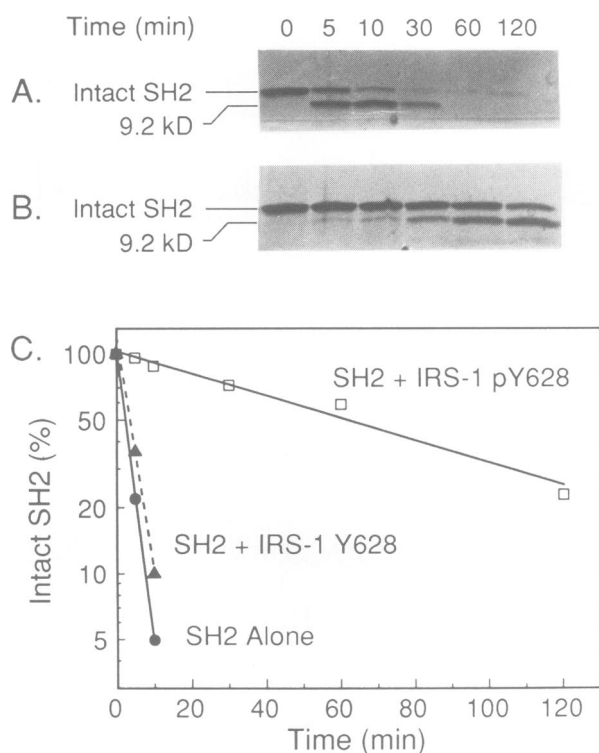 Time (min) 0 5 10 30 60 120
A. Intact SH2
9.2 kD
B. Intact SH2
9.2 kD
C.
100
50
20
10
5
Intact SH2 (%)
SH2 + IRS-1 pY628
SH2 + IRS-1 Y628
SH2 Alone
0 20 40 60 80 100 120
Time (min)